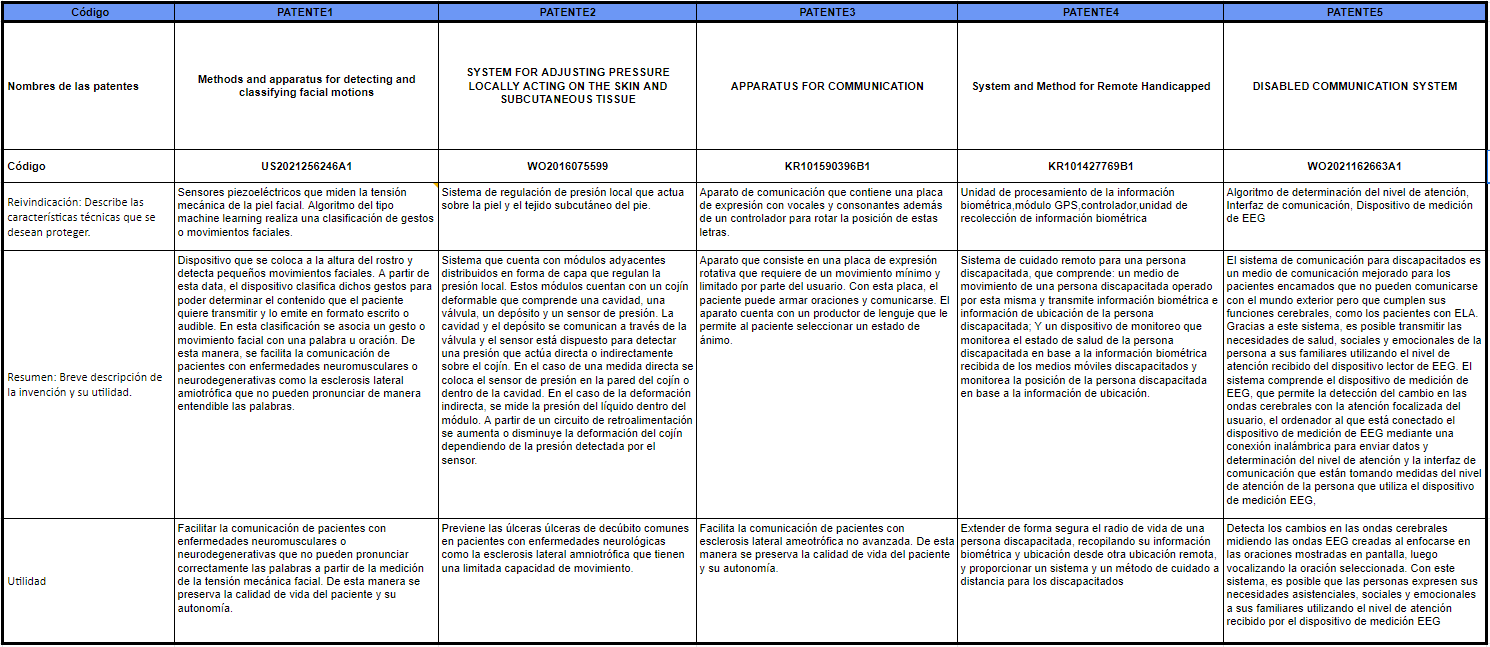 Código PATENTE1 PATENTE2 PATENTE3 PATENTE4 PATENTE5
Nombres de las patentes
Methods and apparatus for detecting and
classifying facial motions
SYSTEM FOR ADJUSTING PRESSURE
LOCALLY ACTING ON THE SKIN AND
SUBCUTANEOUS TISSUE
APPARATUS FOR COMMUNICATION
System and Method for Remote Handicapped
DISABLED COMMUNICATION SYSTEM
Código US2021256246A1 WO2016075599 KR101590396B1 KR101427769B1 WO2021162663A1
Reivindicación: Describe las
características técnicas que se
desean proteger.
Sensores piezoeléctricos que miden la tensión
mecánica de la piel facial. Algoritmo del tipo
machine learning realiza una clasificación de gestos
o movimientos faciales.
Sistema de regulación de presión local que actua
sobre la piel y el tejido subcutáneo del pie.
Aparato de comunicación que contiene una placa
de expresión con vocales y consonantes además
de un controlador para rotar la posición de estas
letras.
Unidad de procesamiento de la información
biométrica,módulo GPS,controlador,unidad de
recolección de información biométrica
Algoritmo de determinación del nivel de atención,
Interfaz de comunicación, Dispositivo de medición
de EEG
Resumen: Breve descripción de
la invención y su utilidad.
Dispositivo que se coloca a la altura del rostro y
detecta pequeños movimientos faciales. A partir de
esta data, el dispositivo clasifica dichos gestos para
poder determinar el contenido que el paciente
quiere transmitir y lo emite en formato escrito o
audible. En esta clasificación se asocia un gesto o
movimiento facial con una palabra u oración. De
esta manera, se facilita la comunicación de
pacientes con enfermedades neuromusculares o
neurodegenerativas como la esclerosis lateral
amiotrófica que no pueden pronunciar de manera
entendible las palabras.
Sistema que cuenta con módulos adyacentes
distribuidos en forma de capa que regulan la
presión local. Estos módulos cuentan con un cojín
deformable que comprende una cavidad, una
válvula, un depósito y un sensor de presión. La
cavidad y el depósito se comunican a través de la
válvula y el sensor está dispuesto para detectar
una presión que actúa directa o indirectamente
sobre el cojín. En el caso de una medida directa se
coloca el sensor de presión en la pared del cojín o
dentro de la cavidad. En el caso de la deformación
indirecta, se mide la presión del líquido dentro del
módulo. A partir de un circuito de retroalimentación
se aumenta o disminuye la deformación del cojín
dependiendo de la presión detectada por el
sensor.
Aparato que consiste en una placa de expresión
rotativa que requiere de un movimiento mínimo y
limitado por parte del usuario. Con esta placa, el
paciente puede armar oraciones y comunicarse. El
aparato cuenta con un productor de lenguje que le
permite al paciente seleccionar un estado de
ánimo.
Sistema de cuidado remoto para una persona
discapacitada, que comprende: un medio de
movimiento de una persona discapacitada operado
por esta misma y transmite información biométrica e
información de ubicación de la persona
discapacitada; Y un dispositivo de monitoreo que
monitorea el estado de salud de la persona
discapacitada en base a la información biométrica
recibida de los medios móviles discapacitados y
monitorea la posición de la persona discapacitada
en base a la información de ubicación.
El sistema de comunicación para discapacitados es
un medio de comunicación mejorado para los
pacientes encamados que no pueden comunicarse
con el mundo exterior pero que cumplen sus
funciones cerebrales, como los pacientes con ELA.
Gracias a este sistema, es posible transmitir las
necesidades de salud, sociales y emocionales de la
persona a sus familiares utilizando el nivel de
atención recibido del dispositivo lector de EEG. El
sistema comprende el dispositivo de medición de
EEG, que permite la detección del cambio en las
ondas cerebrales con la atención focalizada del
usuario, el ordenador al que está conectado el
dispositivo de medición de EEG mediante una
conexión inalámbrica para enviar datos y
determinación del nivel de atención y la interfaz de
comunicación que están tomando medidas del nivel
de atención de la persona que utiliza el dispositivo
de medición EEG,
Utilidad
Facilitar la comunicación de pacientes con
enfermedades neuromusculares o
neurodegenerativas que no pueden pronunciar
correctamente las palabras a partir de la medición
de la tensión mecánica facial. De esta manera se
preserva la calidad de vida del paciente y su
autonomía.
Previene las úlceras úlceras de decúbito comunes
en pacientes con enfermedades neurológicas
como la esclerosis lateral amniotrófica que tienen
una limitada capacidad de movimiento.
Facilita la comunicación de pacientes con
esclerosis lateral ameotrófica no avanzada. De esta
manera se preserva la calidad de vida del paciente
y su autonomía.
Extender de forma segura el radio de vida de una
persona discapacitada, recopilando su información
biométrica y ubicación desde otra ubicación remota,
y proporcionar un sistema y un método de cuidado a
distancia para los discapacitados
Detecta los cambios en las ondas cerebrales
midiendo las ondas EEG creadas al enfocarse en
las oraciones mostradas en pantalla, luego
vocalizando la oración seleccionada. Con este
sistema, es posible que las personas expresen sus
necesidades asistenciales, sociales y emocionales
a sus familiares utilizando el nivel de atención
recibido por el dispositivo de medición EEG